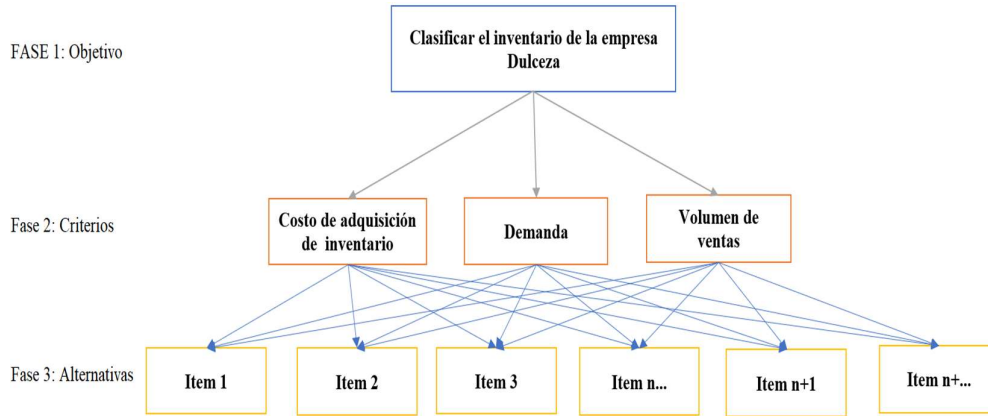 FASE 1: Objetivo
Clasificar el inventario de la empresa
Dulceza
Fase 2: Criterios
Costo de adquisición
de inventario
Demanda
Volumen de
ventas
Fase 3: Alternativas
Item 1
Item 2
Item 3
Item n...
Item n+1
Item n+...